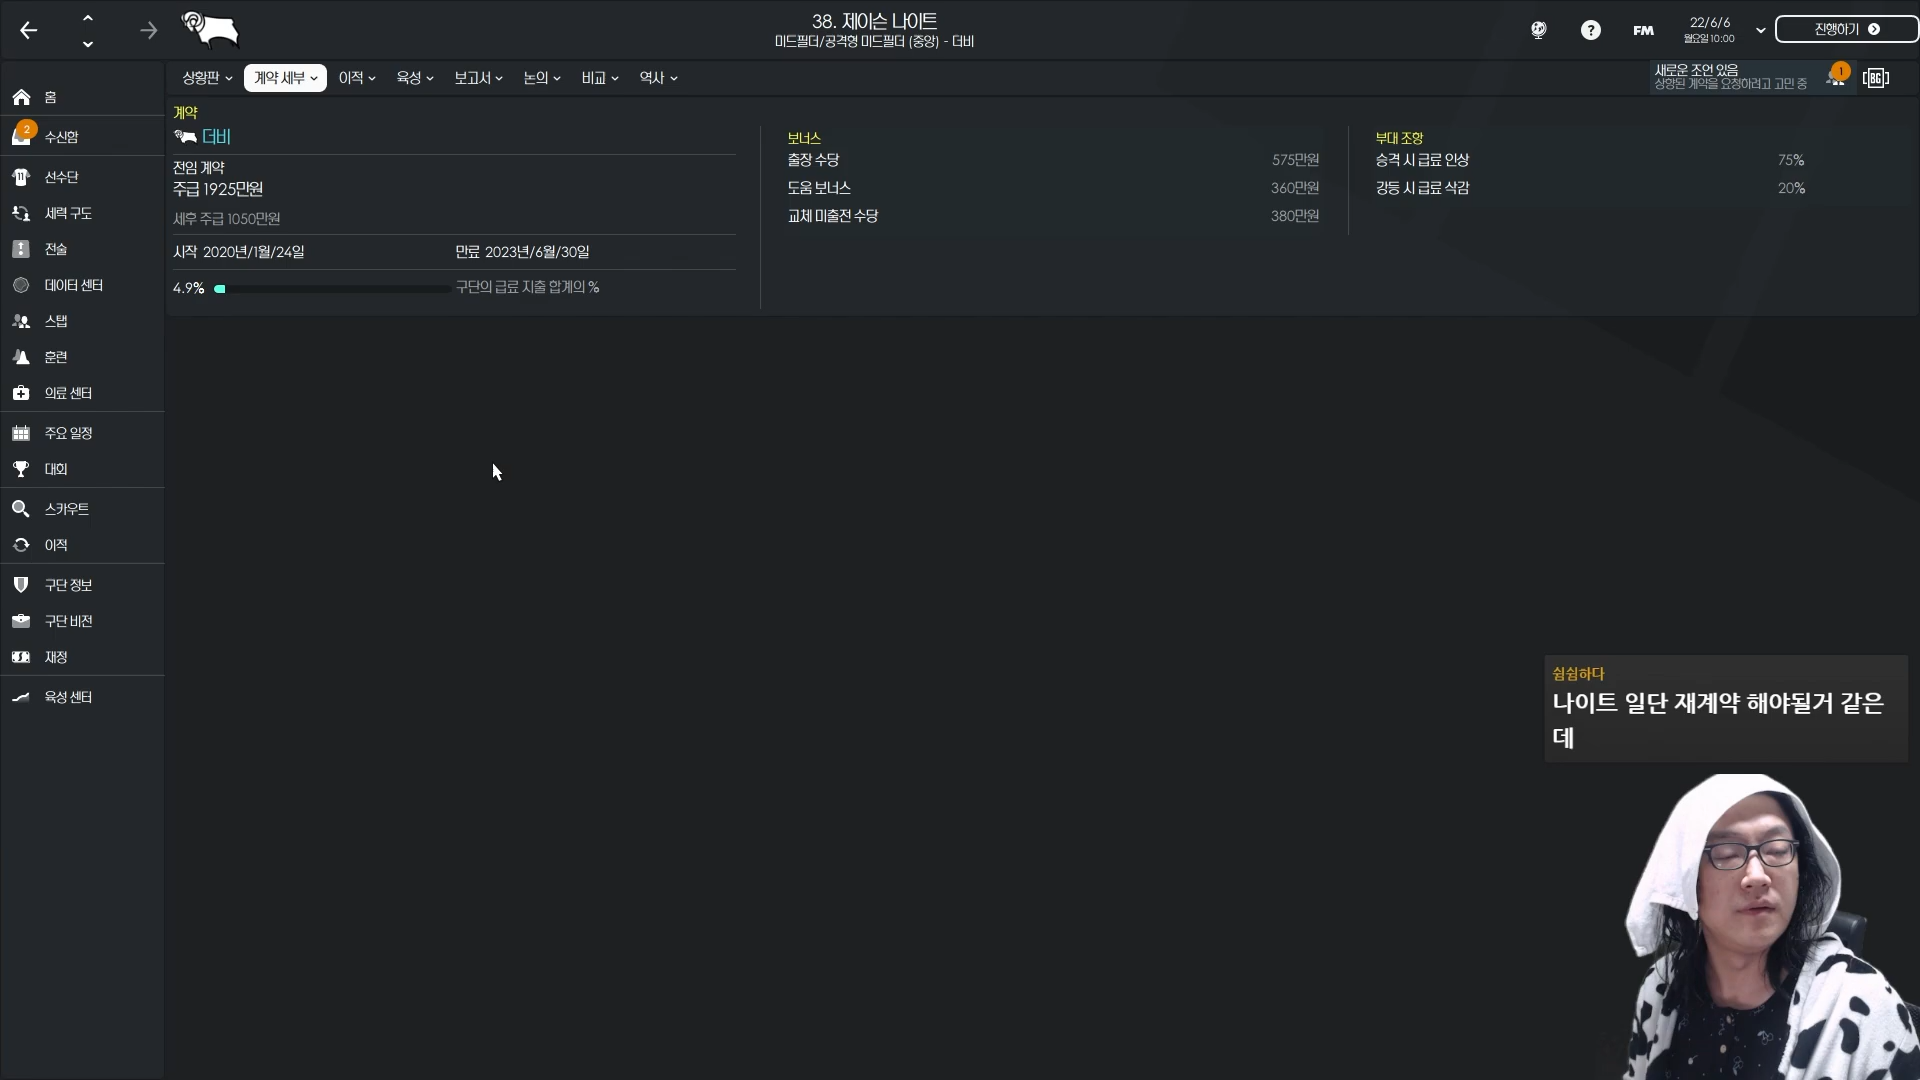 38. 제이슨 나이트
미드필더/공격형 미드필더 (중앙) - 더비
FM
22/6/6
월요일 10:00
진행하기
상황판
계약 세부
이적
육성
보고서
논의
비교
역사
새로운 조언 있음
상향된 계약을 요청하려고 고민 중
1
BG
홈
2
수신함
선수단
세력 구도
전술
데이터 센터
스탭
훈련
의료 센터
주요 일정
대회
스카우트
이적
구단 정보
구단 비전
재정
육성 센터
계약
더비
전임 계약
주급 1925만원
세후 주급 1050만원
시작 2020년/1월/24일
만료 2023년/6월/30일
4.9%
구단의 급료 지출 합계의 %
보너스
출장 수당 575만원
도움 보너스 360만원
교체 미출전 수당 380만원
부대 조항
승격 시 급료 인상 75%
강등 시 급료 삭감 20%
쉽쉽하다
나이트 일단 재계약 해야될거 같은
데